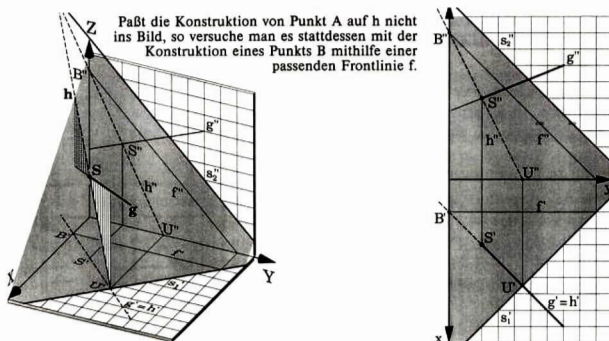 Paßt die Konstruktion von Punkt A auf h nicht
ins Bild, so versuche man es stattdessen mit der
Konstruktion eines Punkts B mithilfe einer
passenden Frontlinie f.
Z
B"
h
g"
S"
S
h"
f"
s₂"
g
U"
B'
f'
S'
X
Y
U'
s₁'
g'=h'
B"
s₂"
g"
S"
h"
f"
U"
y
B'
f'
S'
U'
g'=h'
s₁'
x